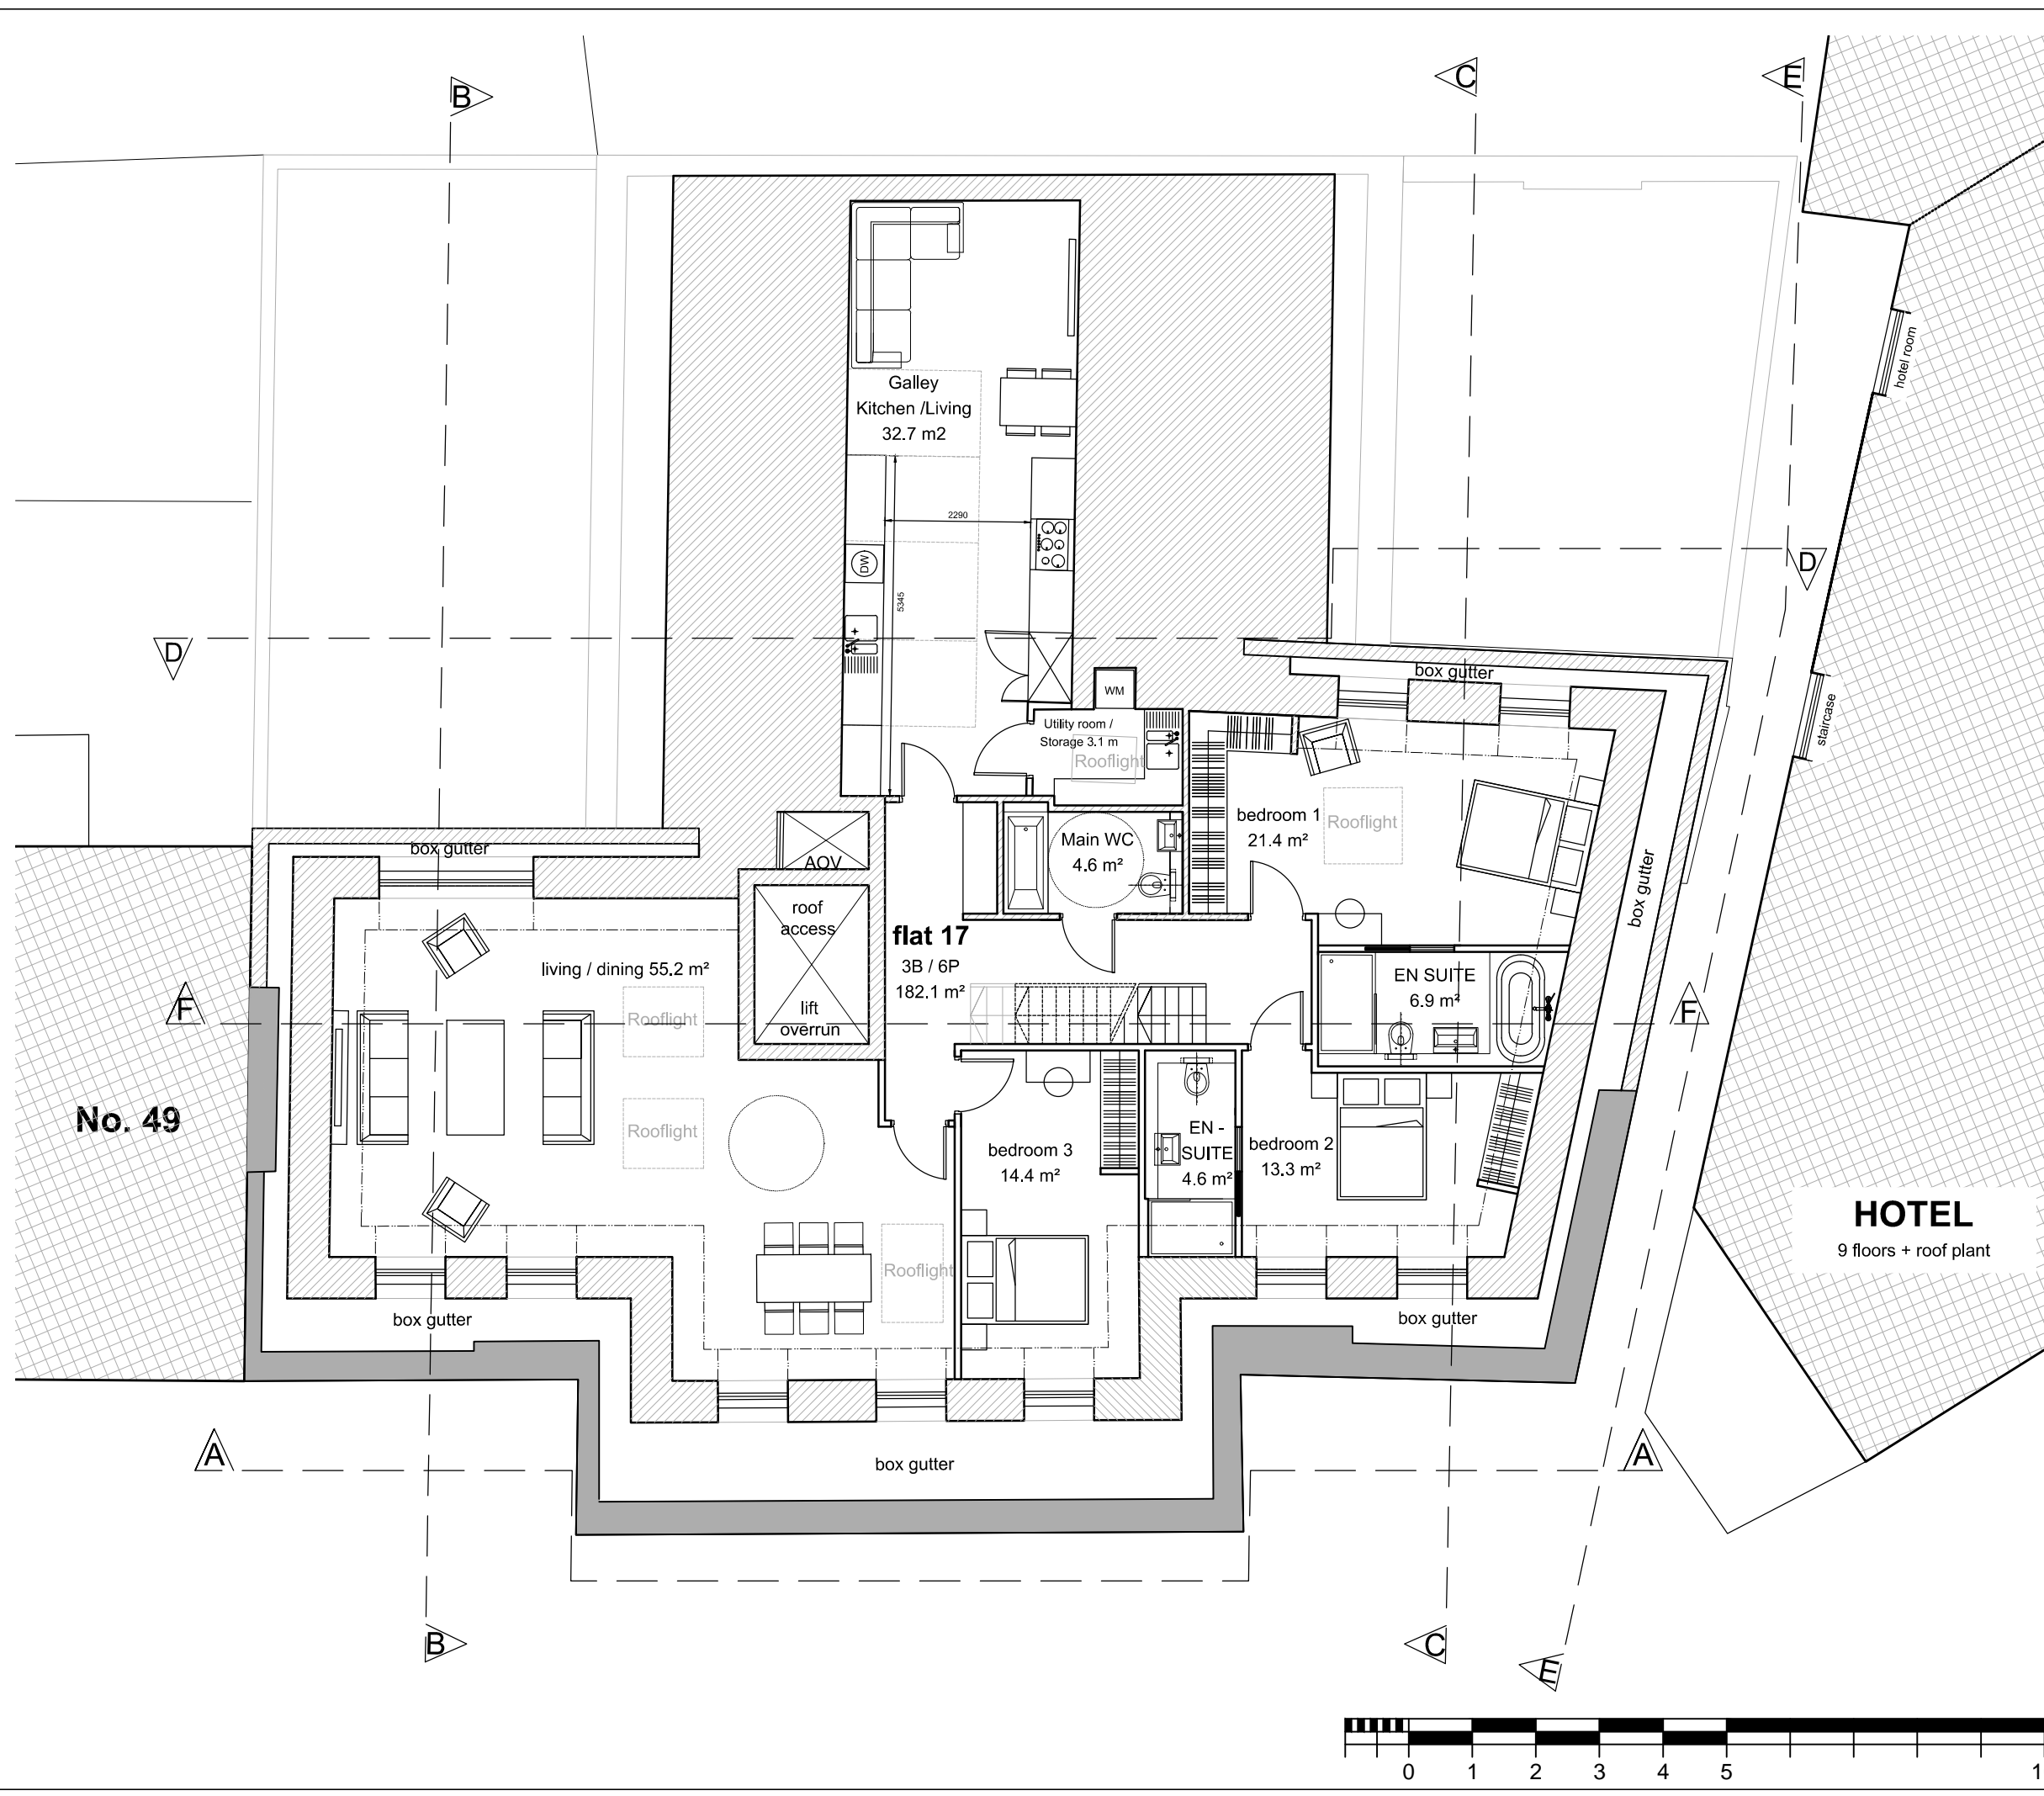 B
C
E
Galley
Kitchen /Living
32.7 m2
hotel room
2290
DW
5345
D
D
box gutter
WM
Utility room /
Storage 3.1 m
Rooflight
staircase
bedroom 1
21.4 m²
Rooflight
Main WC
4.6 m²
box gutter
AOV
roof
access
lift
overrun
flat 17
3B / 6P
182.1 m²
living / dining 55.2 m²
box gutter
EN SUITE
6.9 m²
F
F
Rooflight
Rooflight
No. 49
bedroom 3
14.4 m²
EN -
SUITE
4.6 m²
bedroom 2
13.3 m²
HOTEL
9 floors + roof plant
Rooflight
box gutter
box gutter
box gutter
A
A
B
C
E
0 1 2 3 4 5 1